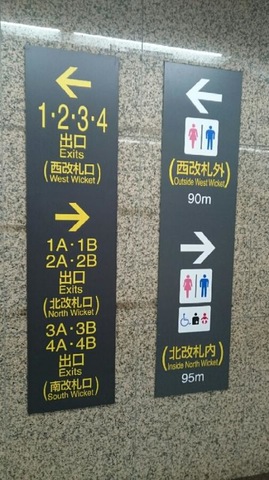 ←
1・2・3・4
出口
Exits
(西改札口)
(West Wicket)
→
1A・1B
2A・2B
出口
Exits
(北改札口)
(North Wicket)
3A・3B
4A・4B
出口
Exits
(南改札口)
(South Wicket)
←
(西改札外)
(Outside West Wicket)
90m
→
(北改札内)
(Inside North Wicket)
95m